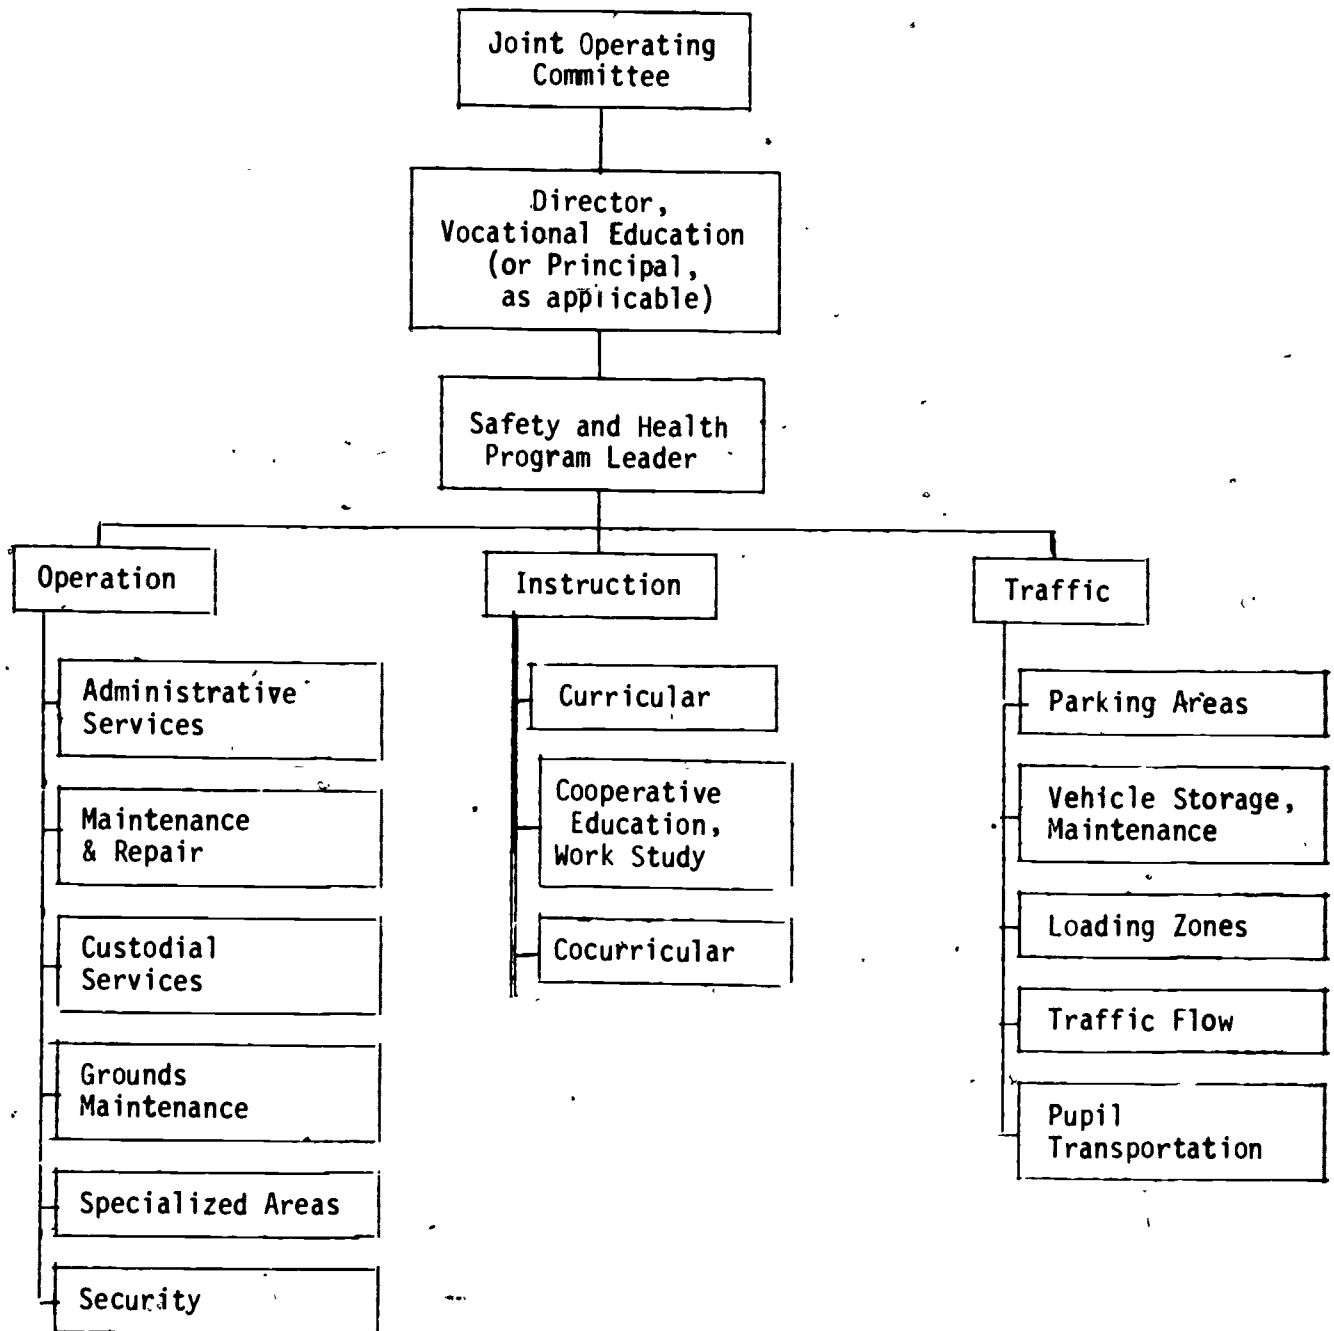 Joint Operating
Committee
Director,
Vocational Education
(or Principal,
as applicable)
Safety and Health
Program Leader
Operation
Instruction
Traffic
Administrative
Services
Maintenance
& Repair
Custodial
Services
Grounds
Maintenance
Specialized Areas
Security
Curricular
Cooperative
Education,
Work Study
Cocurricular
Parking Areas
Vehicle Storage,
Maintenance
Loading Zones
Traffic Flow
Pupil
Transportation